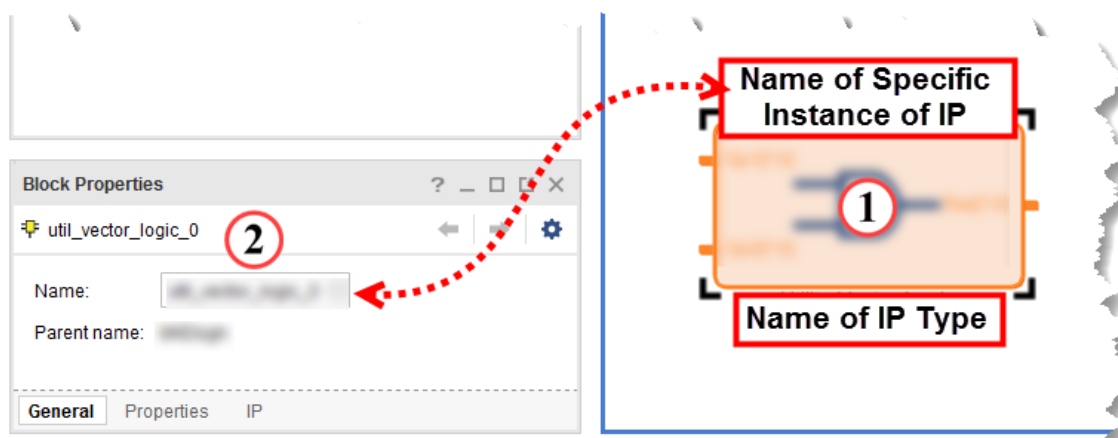 Name of Specific
Instance of IP
1
Name of IP Type
Block Properties
?
util_vector_logic_0
2
Name:
Parent name:
General Properties IP